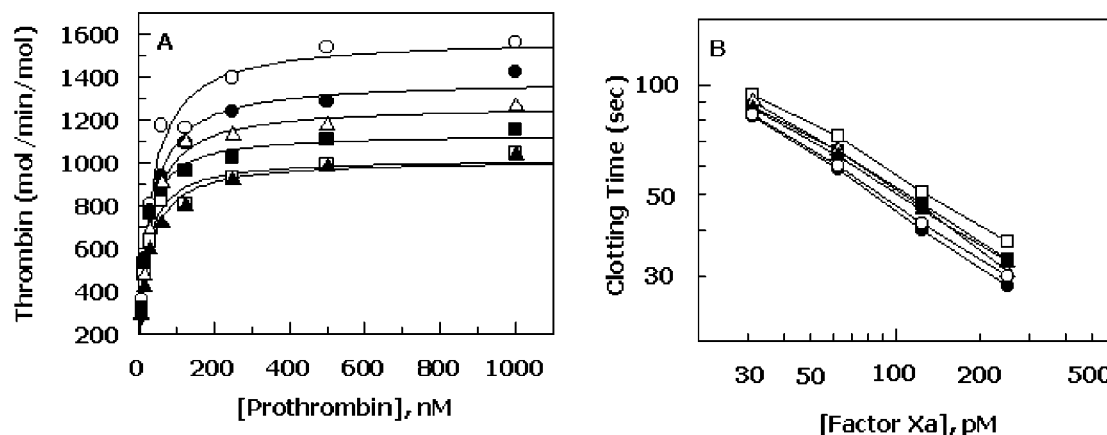 A
Thrombin (mol /min/mol)
1600
1400
1200
1000
800
600
400
200
0 200 400 600 800 1000
[Prothrombin], nM
B
Clotting Time (sec)
100
50
30
30 50 100 200 500
[Factor Xa], pM